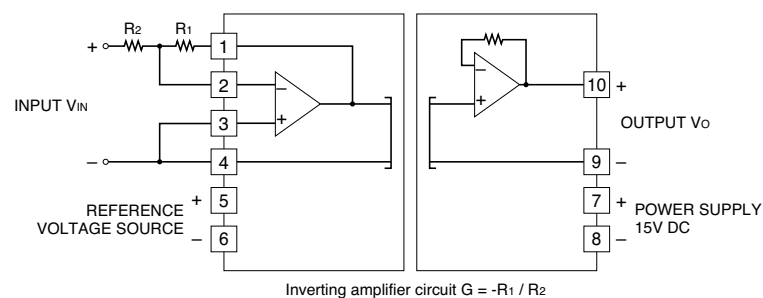 R2 R1
+ 1
2 −
INPUT VIN
3 +
− 4
REFERENCE
VOLTAGE SOURCE
+ 5
− 6
−
+
10 +
OUTPUT VO
9 −
7 +
POWER SUPPLY
15V DC
8 −
Inverting amplifier circuit G = -R1 / R2